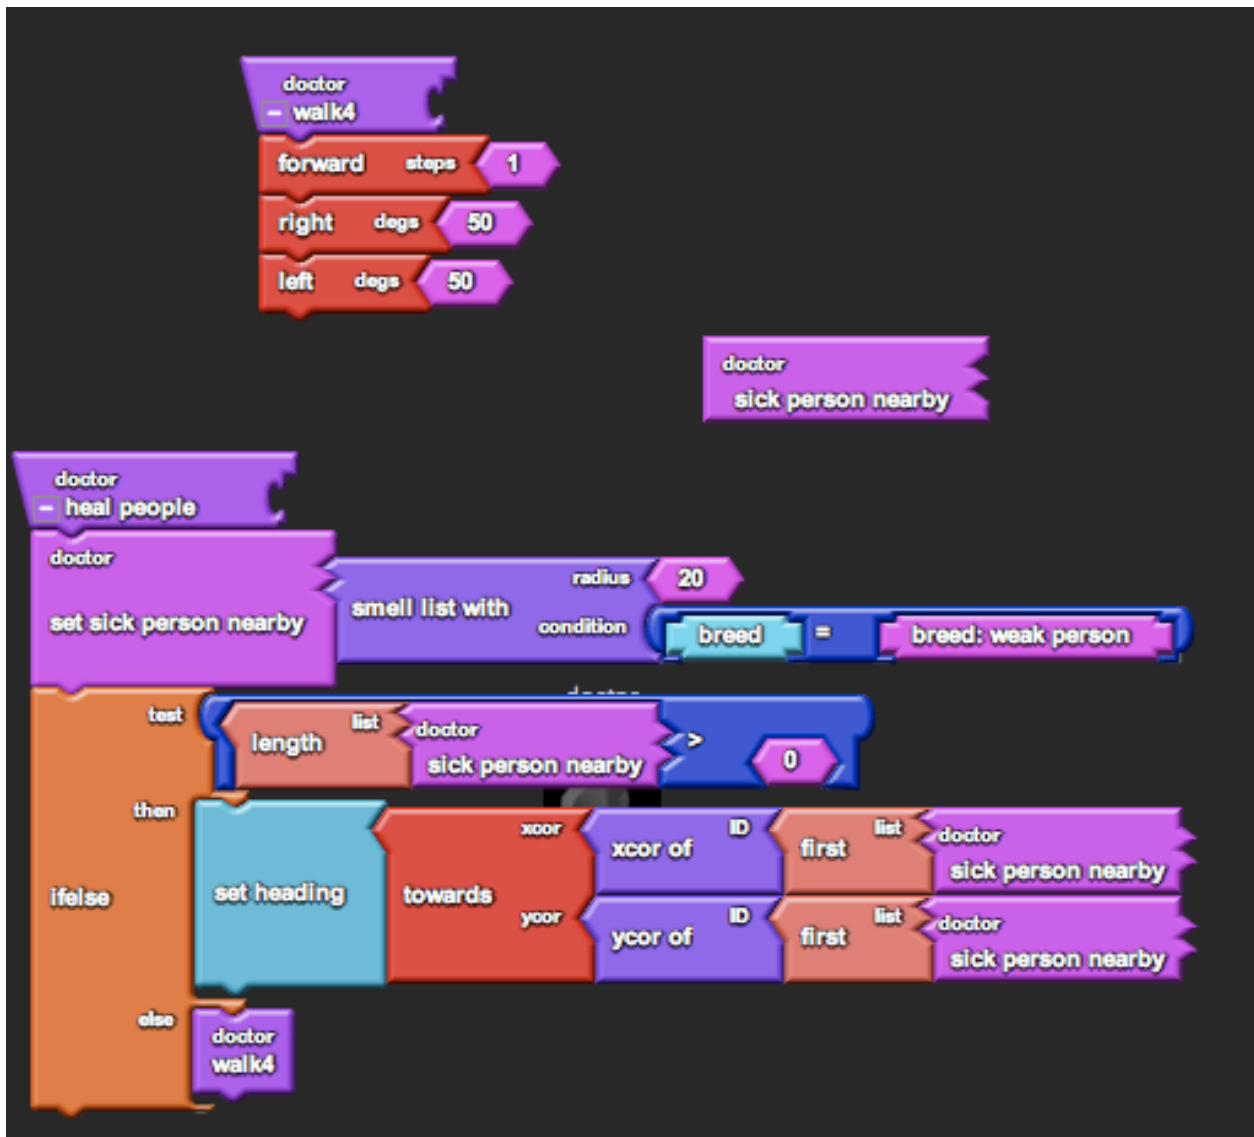 doctor
walk4
forward steps 1
right degs 50
left degs 50
doctor
sick person nearby
doctor
heal people
doctor
set sick person nearby
smell list with
radius 20
condition breed = breed: weak person
ifelse
test
length list doctor
sick person nearby > 0
then
set heading
towards
xcor
xcor of ID first list doctor
sick person nearby
ycor
ycor of ID first list doctor
sick person nearby
else
doctor
walk4